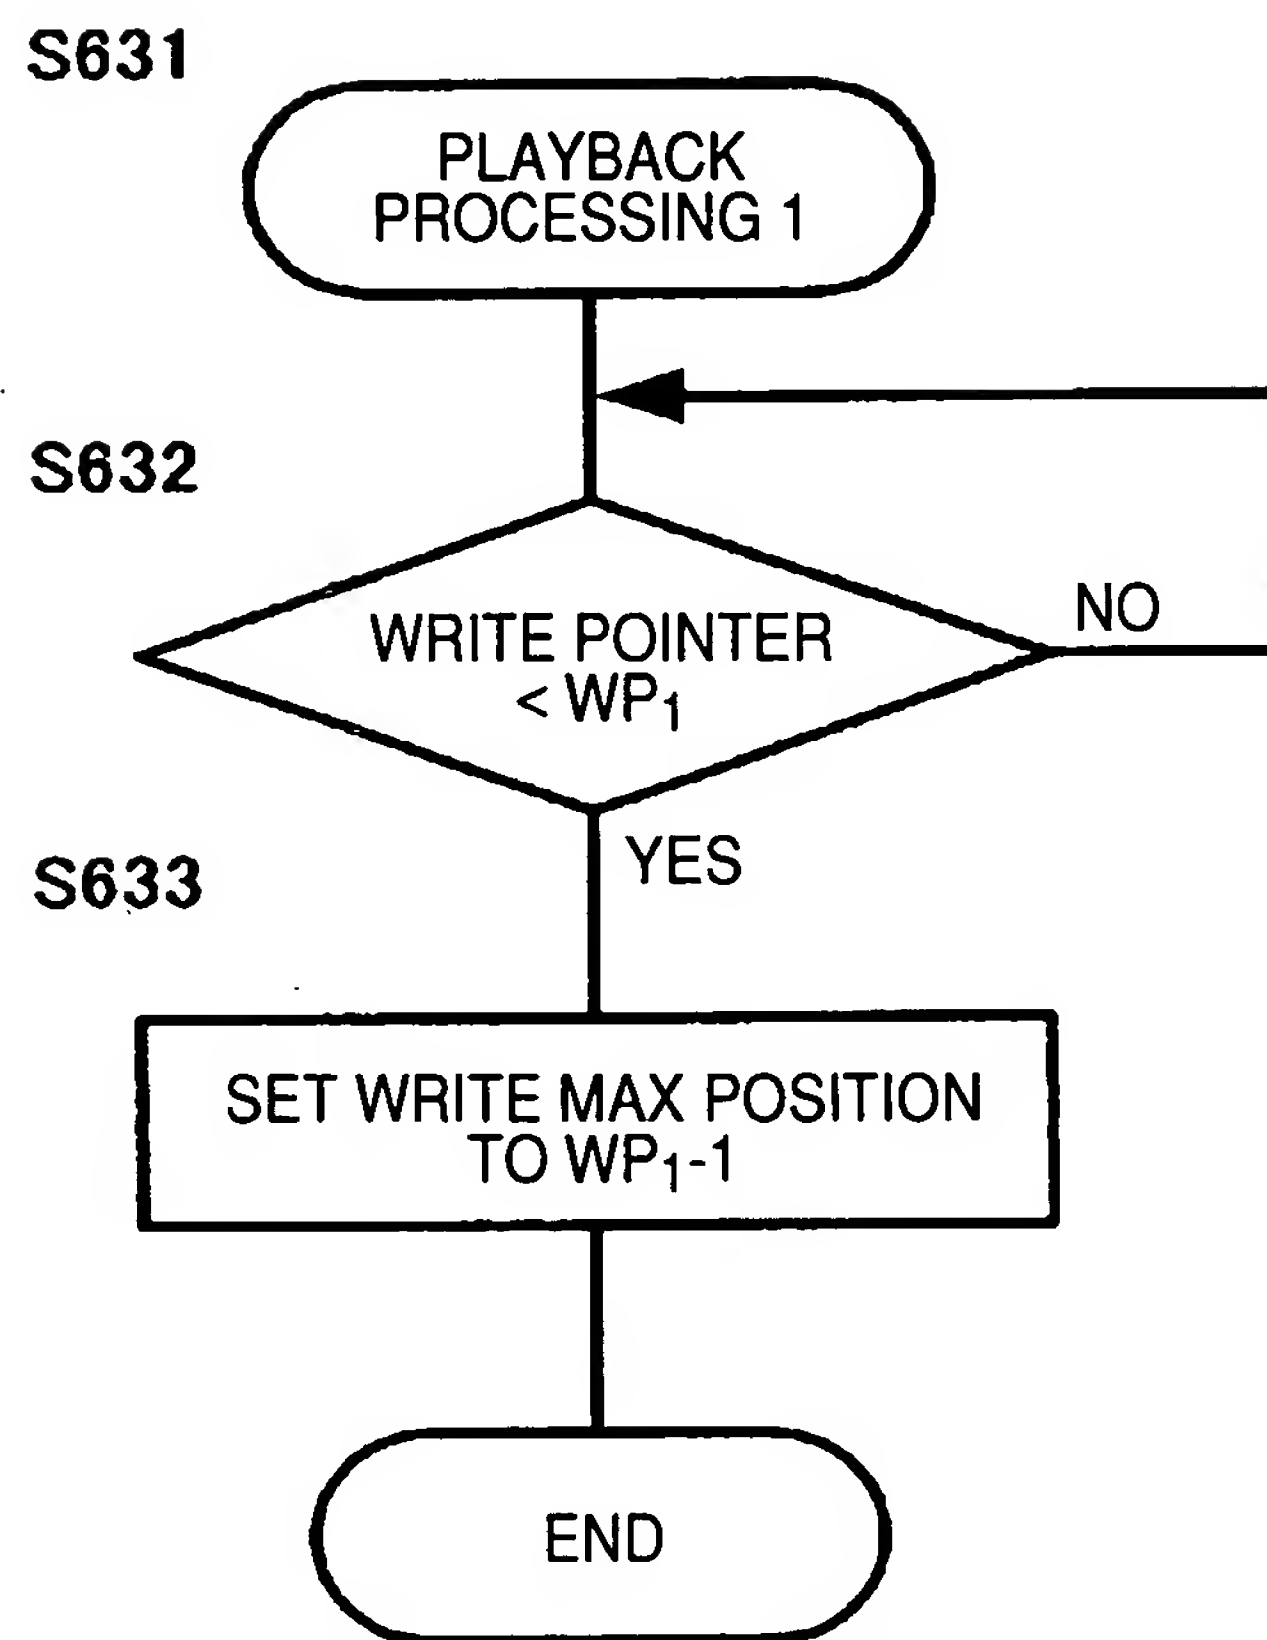 S631
PLAYBACK
PROCESSING 1
S632
WRITE POINTER
< WP₁
NO
YES
S633
SET WRITE MAX POSITION
TO WP₁-1
END